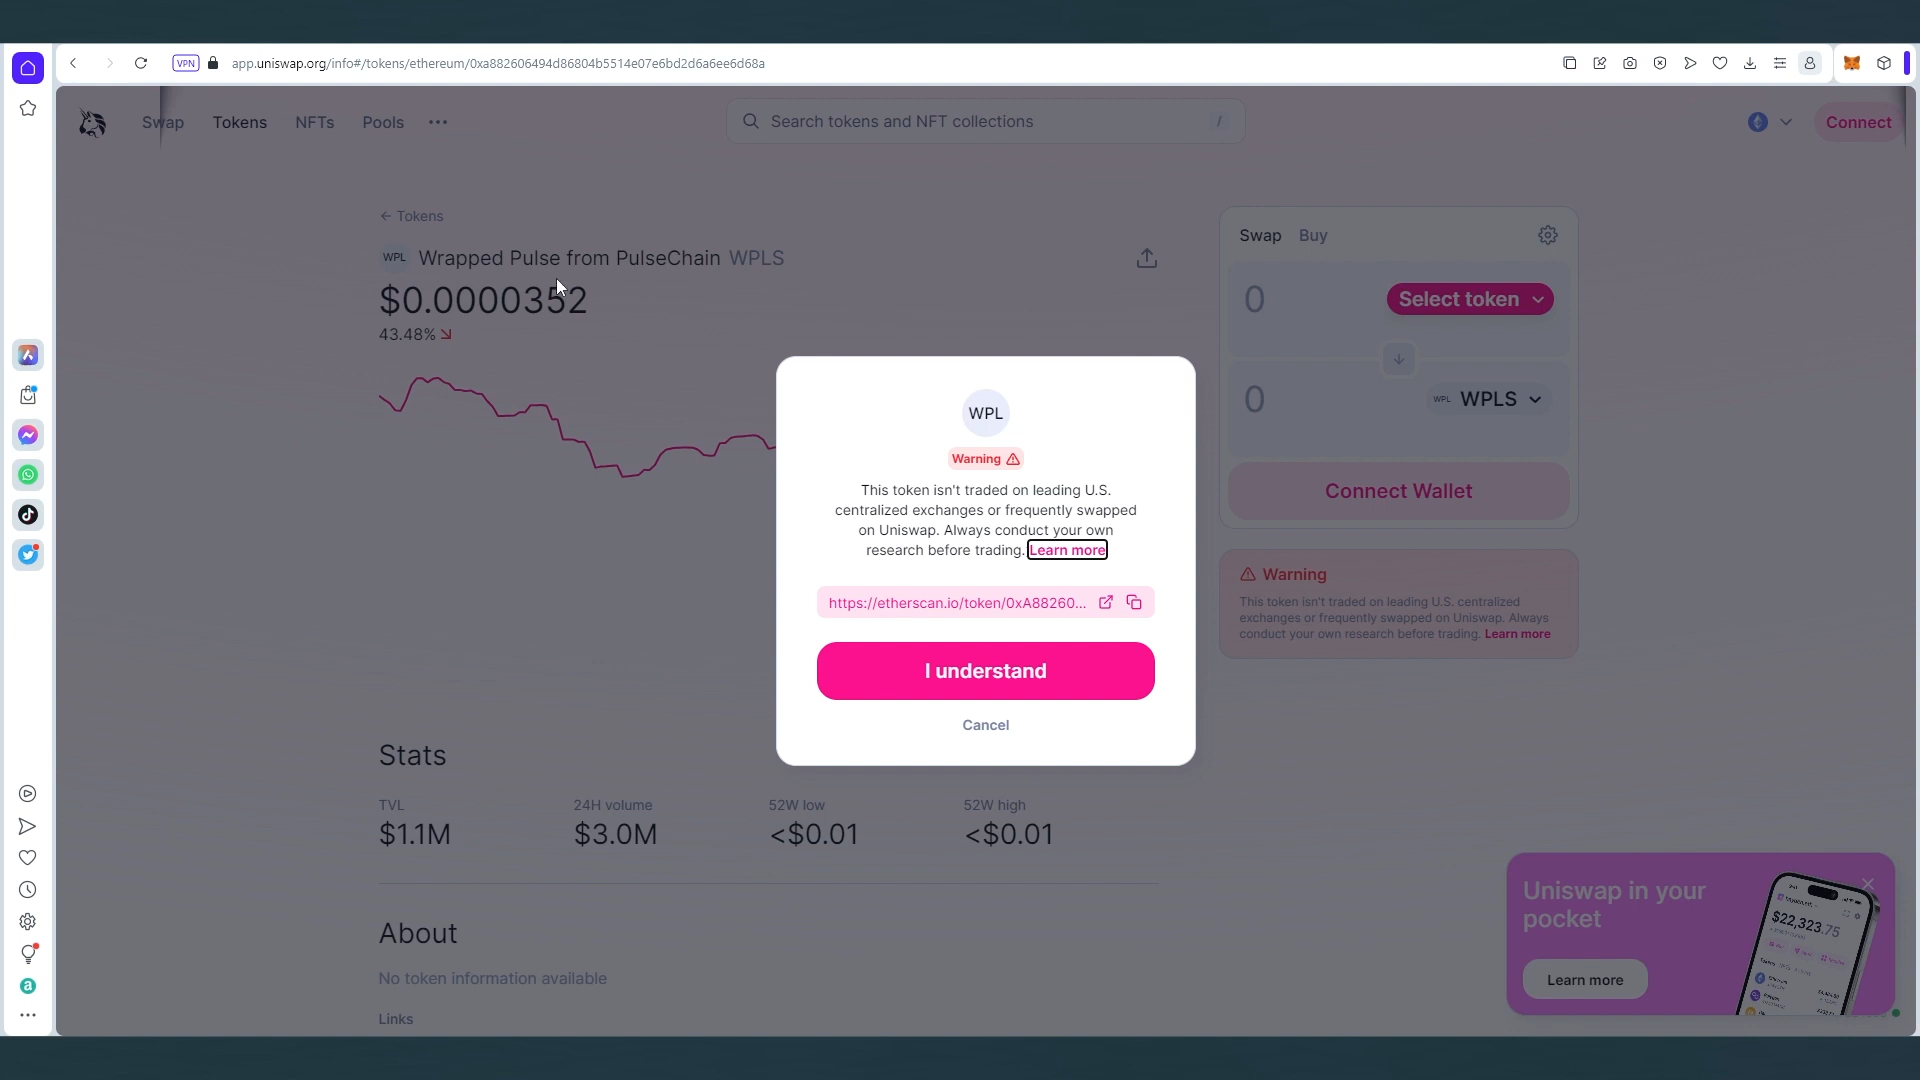 VPN
app.uniswap.org/info#/tokens/ethereum/0xa882606494d86804b5514e07e6bd2d6a6ee6d68a
Swap
Tokens
NFTs
Pools
Search tokens and NFT collections
/
Connect
← Tokens
WPL
Wrapped Pulse from PulseChain WPLS
$0.0000352
43.48%
Swap
Buy
0
Select token
0
WPL
WPLS
Connect Wallet
WPL
Warning
This token isn't traded on leading U.S.
centralized exchanges or frequently swapped
on Uniswap. Always conduct your own
research before trading. Learn more
https://etherscan.io/token/0xA88260...
I understand
Cancel
Warning
This token isn't traded on leading U.S. centralized
exchanges or frequently swapped on Uniswap. Always
conduct your own research before trading. Learn more
Stats
TVL
24H volume
52W low
52W high
$1.1M
$3.0M
<$0.01
<$0.01
About
No token information available
Links
Uniswap in your
pocket
Learn more
$22,323.75